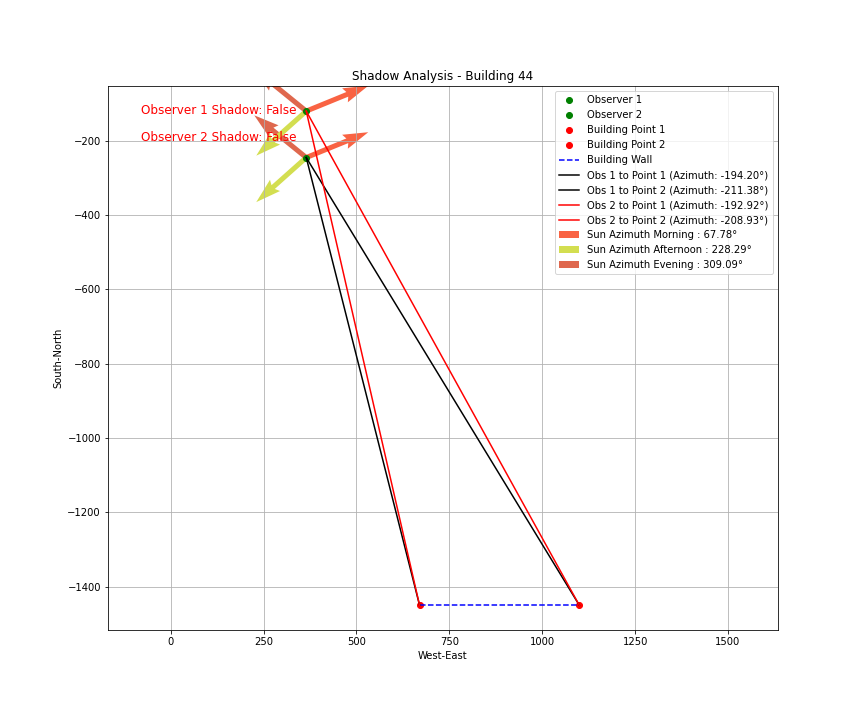 Shadow Analysis - Building 44
Observer 1 Shadow: False
Observer 2 Shadow: False
Observer 1
Observer 2
Building Point 1
Building Point 2
Building Wall
Obs 1 to Point 1 (Azimuth: -194.20°)
Obs 1 to Point 2 (Azimuth: -211.38°)
Obs 2 to Point 1 (Azimuth: -192.92°)
Obs 2 to Point 2 (Azimuth: -208.93°)
Sun Azimuth Morning : 67.78°
Sun Azimuth Afternoon : 228.29°
Sun Azimuth Evening : 309.09°
−200
−400
−600
−800
−1000
−1200
−1400
South-North
0
250
500
750
1000
1250
1500
West-East